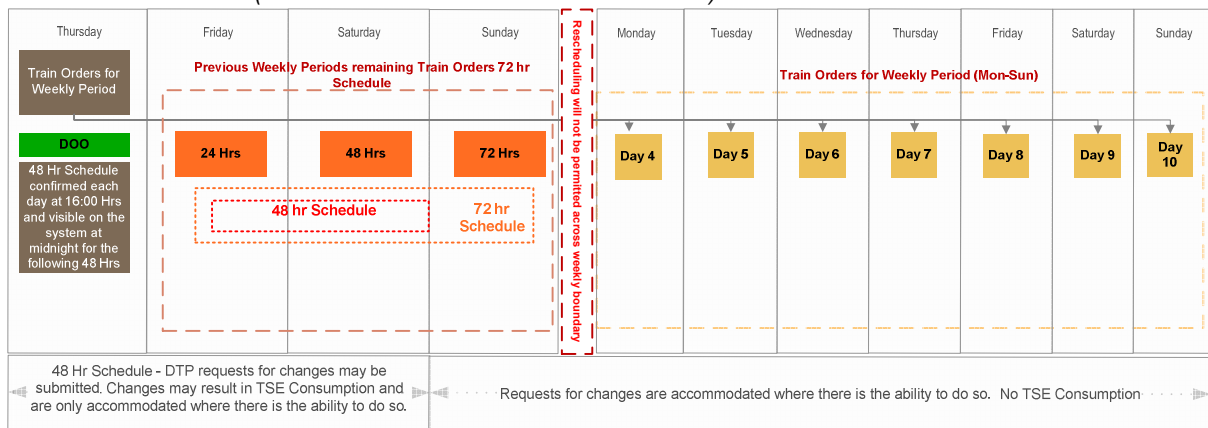 Thursday
Friday
Saturday
Sunday
Monday
Tuesday
Wednesday
Thursday
Friday
Saturday
Sunday
Train Orders for
Weekly Period
Previous Weekly Periods remaining Train Orders 72 hr
Schedule
Rescheduling will not be permitted across weekly boundary
Train Orders for Weekly Period (Mon-Sun)
DOO
24 Hrs
48 Hrs
72 Hrs
Day 4
Day 5
Day 6
Day 7
Day 8
Day 9
Day
10
48 Hr Schedule
confirmed each
day at 16:00 Hrs
and visible on the
system at
midnight for the
following 48 Hrs
48 hr Schedule
72 hr
Schedule
48 Hr Schedule - DTP requests for changes may be
submitted. Changes may result in TSE Consumption and
are only accommodated where there is the ability to do so.
Requests for changes are accommodated where there is the ability to do so. No TSE Consumption